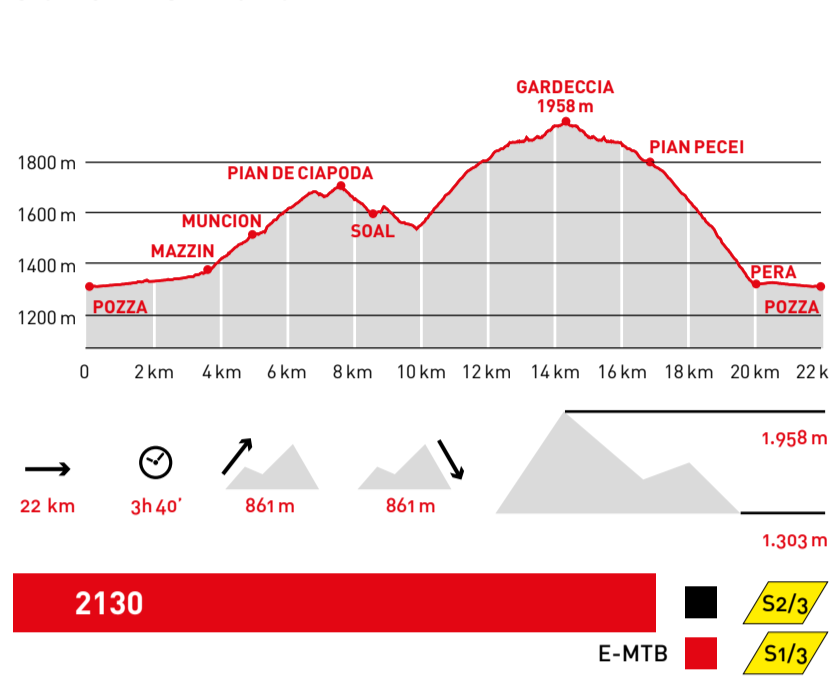 GARDECCIA
1958 m
1800 m
PIAN PECEI
PIAN DE CIAPODA
1600 m
MUNCION
SOAL
MAZZIN
1400 m
PERA
POZZA
POZZA
1200 m
0 2 km 4 km 6 km 8 km 10 km 12 km 14 km 16 km 18 km 20 km 22 k
1.958 m
22 km 3h 40' 861 m 861 m
1.303 m
2130
S2/3
E-MTB S1/3